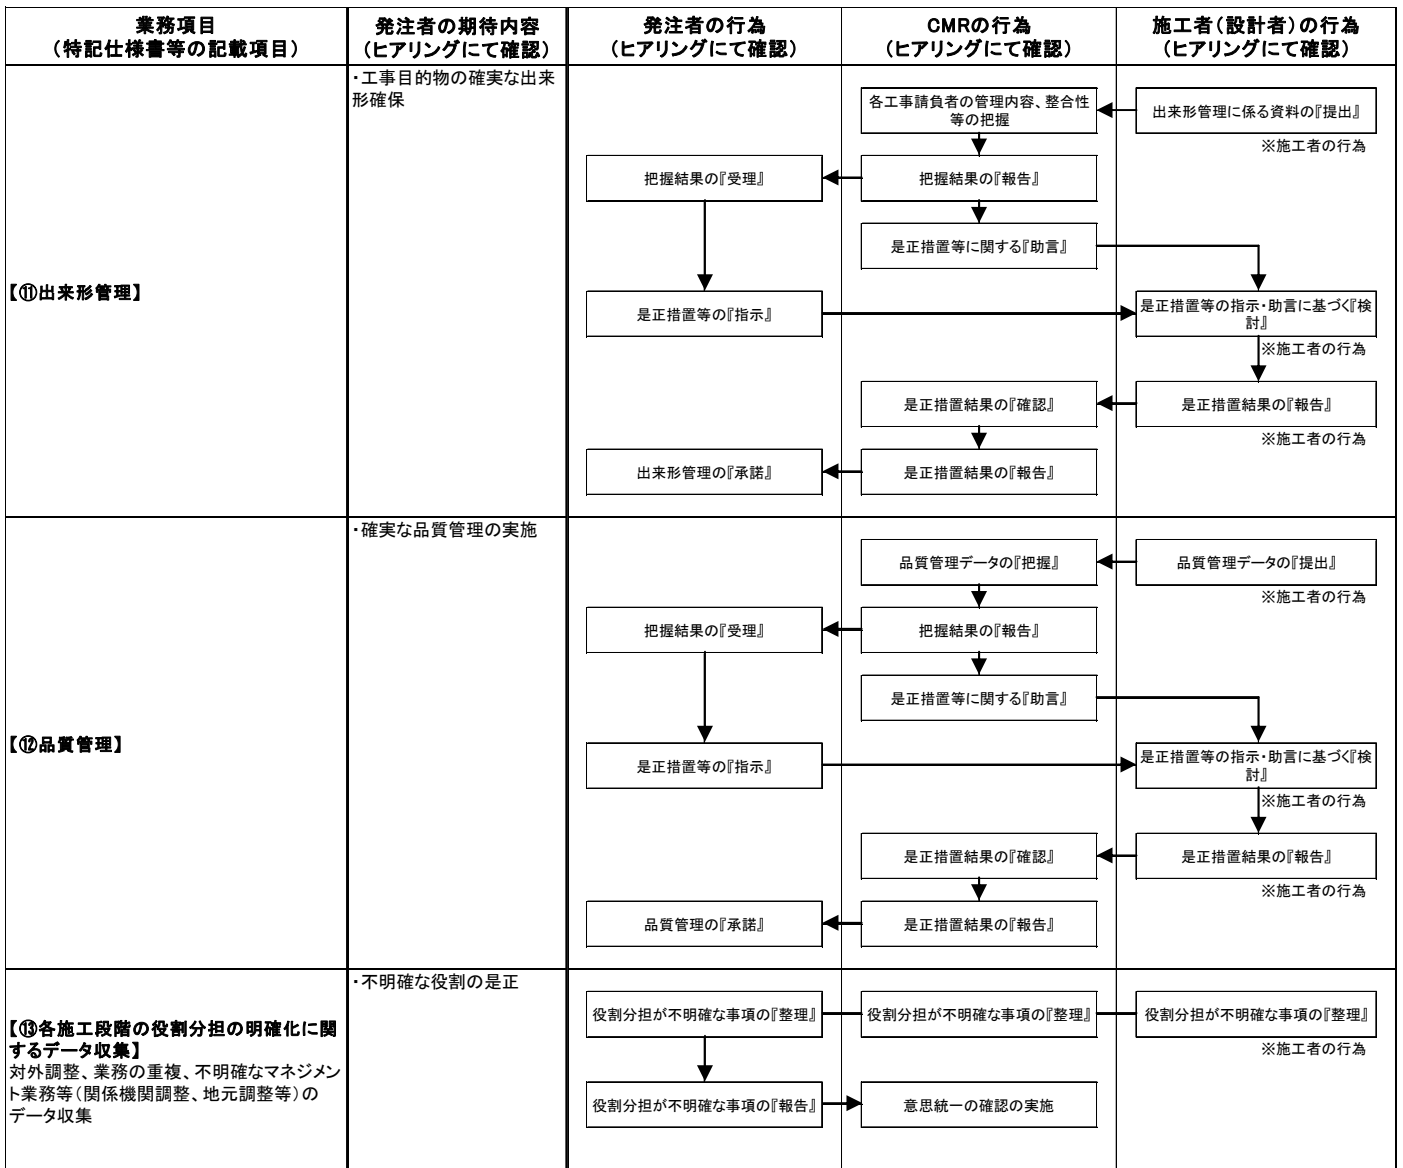 業務項目
(特記仕様書等の記載項目)
発注者の期待内容
(ヒアリングにて確認)
発注者の行為
(ヒアリングにて確認)
CMRの行為
(ヒアリングにて確認)
施工者(設計者)の行為
(ヒアリングにて確認)
【⑪出来形管理】
・工事目的物の確実な出来
形確保
各工事請負者の管理内容、整合性
等の把握
出来形管理に係る資料の『提出』
※施工者の行為
把握結果の『受理』
把握結果の『報告』
是正措置等に関する『助言』
是正措置等の『指示』
是正措置等の指示・助言に基づく『検
討』
※施工者の行為
是正措置結果の『確認』
是正措置結果の『報告』
※施工者の行為
出来形管理の『承諾』
是正措置結果の『報告』
【⑫品質管理】
・確実な品質管理の実施
品質管理データの『把握』
品質管理データの『提出』
※施工者の行為
把握結果の『受理』
把握結果の『報告』
是正措置等に関する『助言』
是正措置等の『指示』
是正措置等の指示・助言に基づく『検
討』
※施工者の行為
是正措置結果の『確認』
是正措置結果の『報告』
※施工者の行為
品質管理の『承諾』
是正措置結果の『報告』
【⑬各施工段階の役割分担の明確化に関
するデータ収集】
対外調整、業務の重複、不明確なマネジメン
ト業務等(関係機関調整、地元調整等)の
データ収集
・不明確な役割の是正
役割分担が不明確な事項の『整理』
役割分担が不明確な事項の『整理』
役割分担が不明確な事項の『整理』
※施工者の行為
役割分担が不明確な事項の『報告』
意思統一の確認の実施